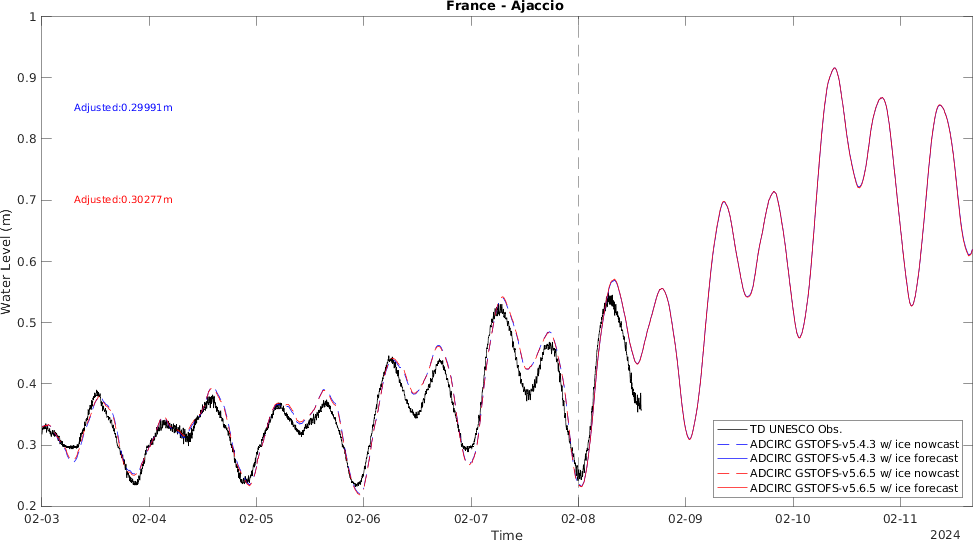 France - Ajaccio
1
0.9
0.8
0.7
0.6
0.5
0.4
0.3
0.2
Water Level (m)
Adjusted:0.29991m
Adjusted:0.30277m
TD UNESCO Obs.
ADCIRC GSTOFS-v5.4.3 w/ ice nowcast
ADCIRC GSTOFS-v5.4.3 w/ ice forecast
ADCIRC GSTOFS-v5.6.5 w/ ice nowcast
ADCIRC GSTOFS-v5.6.5 w/ ice forecast
02-03 02-04 02-05 02-06 02-07 02-08 02-09 02-10 02-11
Time
2024